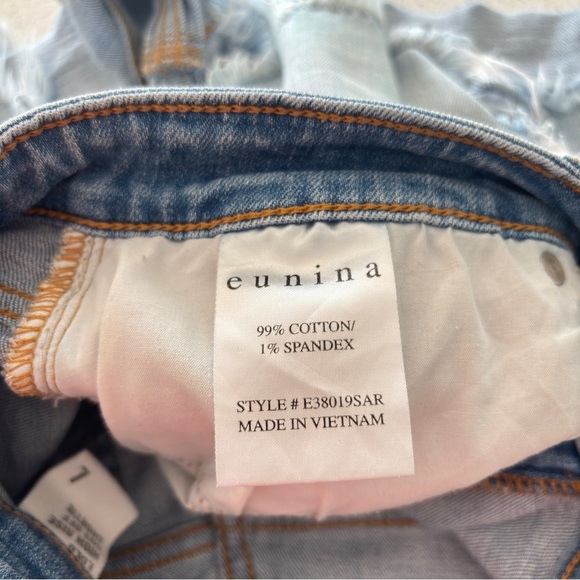 eunina
99% COTTON/
1% SPANDEX
STYLE # E38019SAR
MADE IN VIETNAM